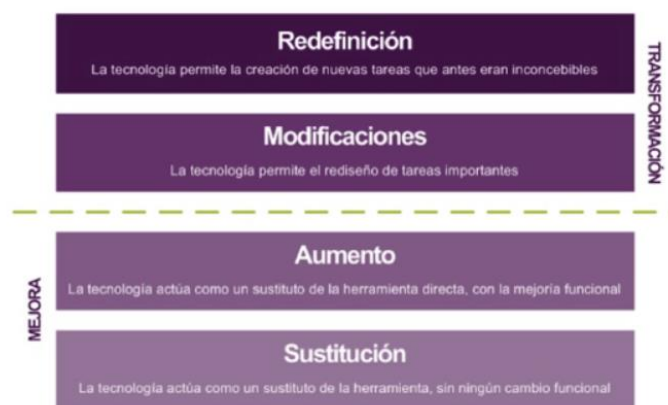 Redefinición
La tecnología permite la creación de nuevas tareas que antes eran inconcebibles
TRANSFORMACIÓN
Modificaciones
La tecnología permite el rediseño de tareas importantes
MEJORA
Aumento
La tecnología actúa como un sustituto de la herramienta directa, con la mejoría funcional
Sustitución
La tecnología actúa como un sustituto de la herramienta, sin ningún cambio funcional